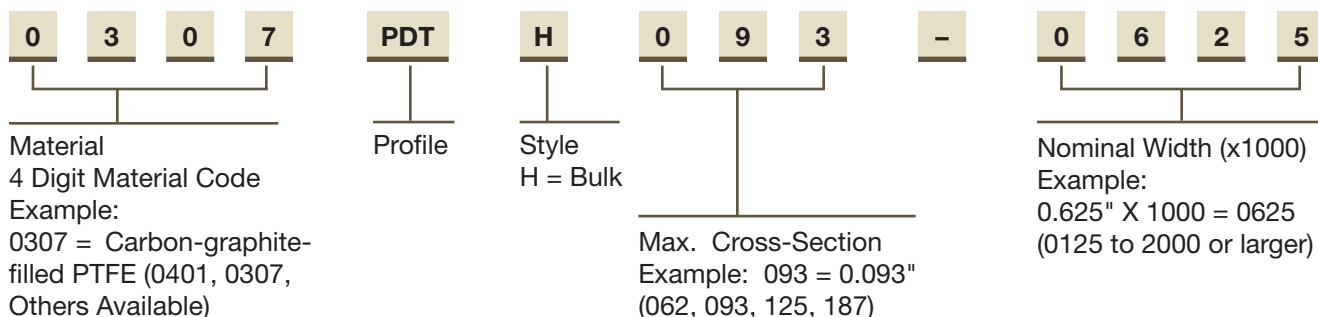 0 3 0 7 PDT H 0 9 3 – 0 6 2 5
Material
4 Digit Material Code
Example:
0307 = Carbon-graphite-
filled PTFE (0401, 0307,
Others Available)
Profile
Style
H = Bulk
Max. Cross-Section
Example: 093 = 0.093"
(062, 093, 125, 187)
Nominal Width (x1000)
Example:
0.625" X 1000 = 0625
(0125 to 2000 or larger)